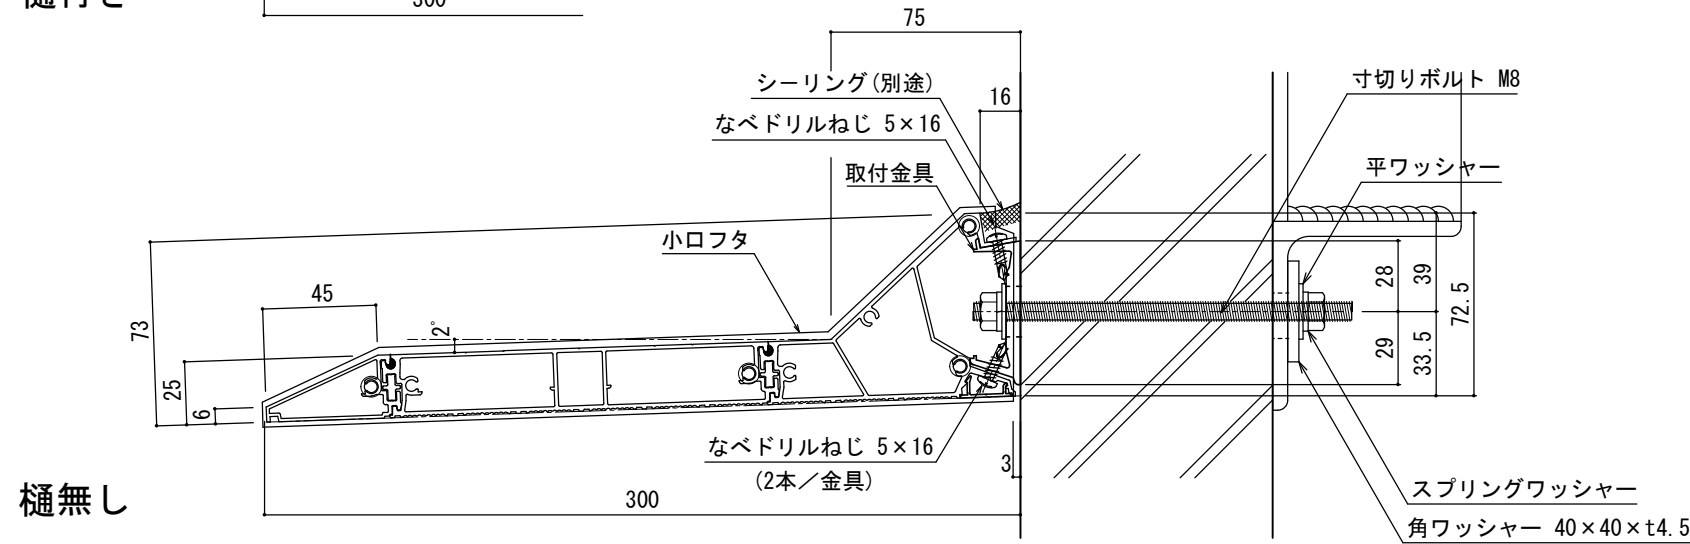 樋付き
300
75
シーリング(別途)
16
寸切りボルト M8
なべドリルねじ 5×16
取付金具
平ワッシャー
小口フタ
45
2°
73
25
6
28
39
72.5
29
33.5
なべドリルねじ 5×16
(2本／金具)
3
樋無し
300
スプリングワッシャー
角ワッシャー 40×40×t4.5